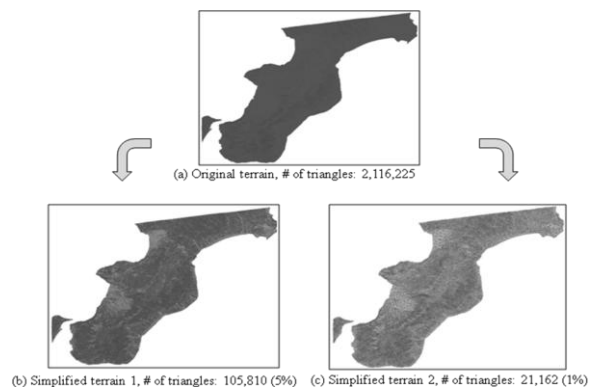 (a) Original terrain, # of triangles: 2,116,225
(b) Simplified terrain 1, # of triangles: 105,810 (5%)
(c) Simplified terrain 2, # of triangles: 21,162 (1%)